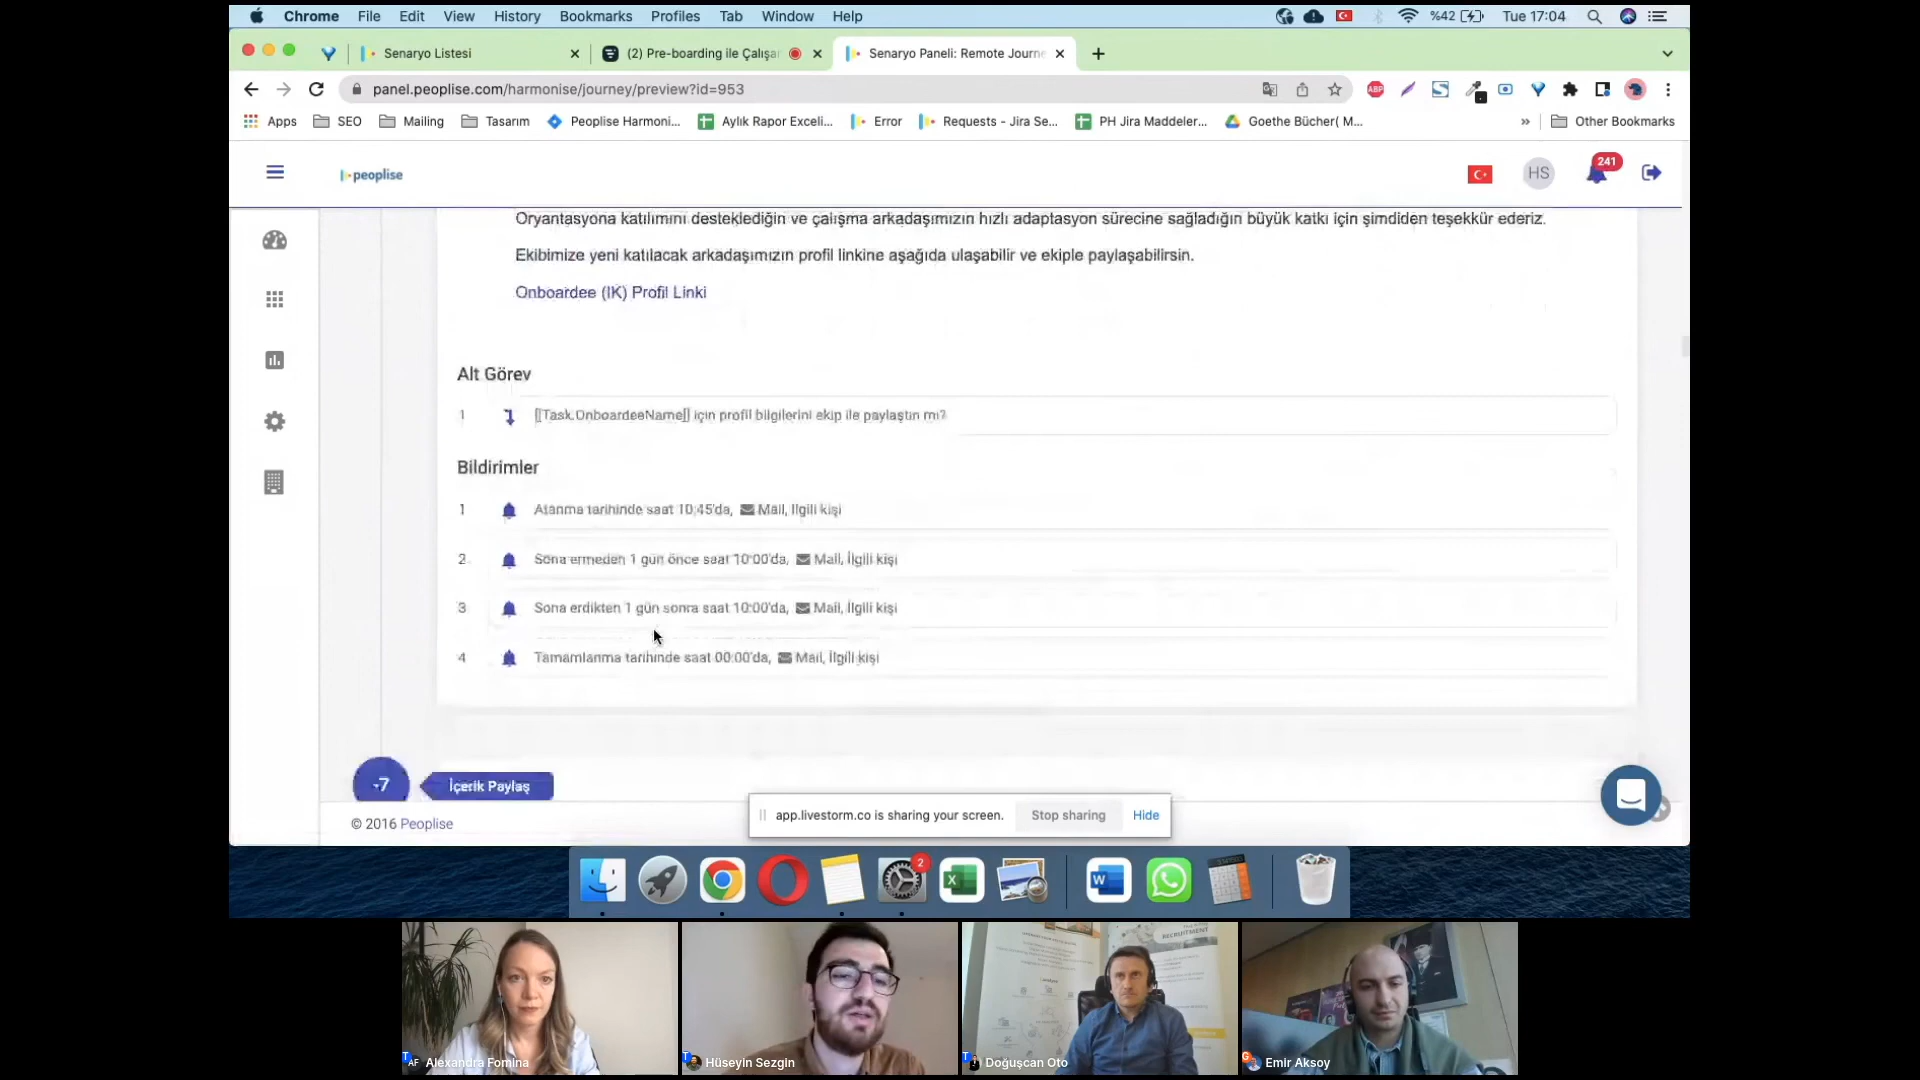 Chrome File Edit View History Bookmarks Profiles Tab Window Help %42 Tue 17:04
Senaryo Listesi
(2) Pre-boarding ile Çalışa
Senaryo Paneli: Remote Journe
panel.peoplise.com/harmonise/journey/preview?id=953
ABP
Apps SEO Mailing Tasarım Peoplise Harmoni... Aylık Rapor Exceli... Error Requests - Jira Se... PH Jira Maddeler... Goethe Bücher( M... » Other Bookmarks
peoplise
HS
241
Oryantasyona katılımını desteklediğin ve çalışma arkadaşımızın hızlı adaptasyon sürecine sağladığın büyük katkı için şimdiden teşekkür ederiz.
Ekibimize yeni katılacak arkadaşımızın profil linkine aşağıda ulaşabilir ve ekiple paylaşabilirsin.
Onboardee (IK) Profil Linki
Alt Görev
1 [[Task.OnboardeeName]] için profil bilgilerini ekip ile paylaştın mı?
Bildirimler
1 Atanma tarihinde saat 10:45'da, Mail, İlgili kişi
2 Sona ermeden 1 gün önce saat 10:00'da, Mail, İlgili kişi
3 Sona erdikten 1 gün sonra saat 10:00'da, Mail, İlgili kişi
4 Tamamlanma tarihinde saat 00:00'da, Mail, İlgili kişi
-7 İçerik Paylaş
app.livestorm.co is sharing your screen. Stop sharing Hide
© 2016 Peoplise
2
RECRUITMENT
AF Alexandra Fomina
Hüseyin Sezgin
Doğuşcan Oto
Emir Aksoy